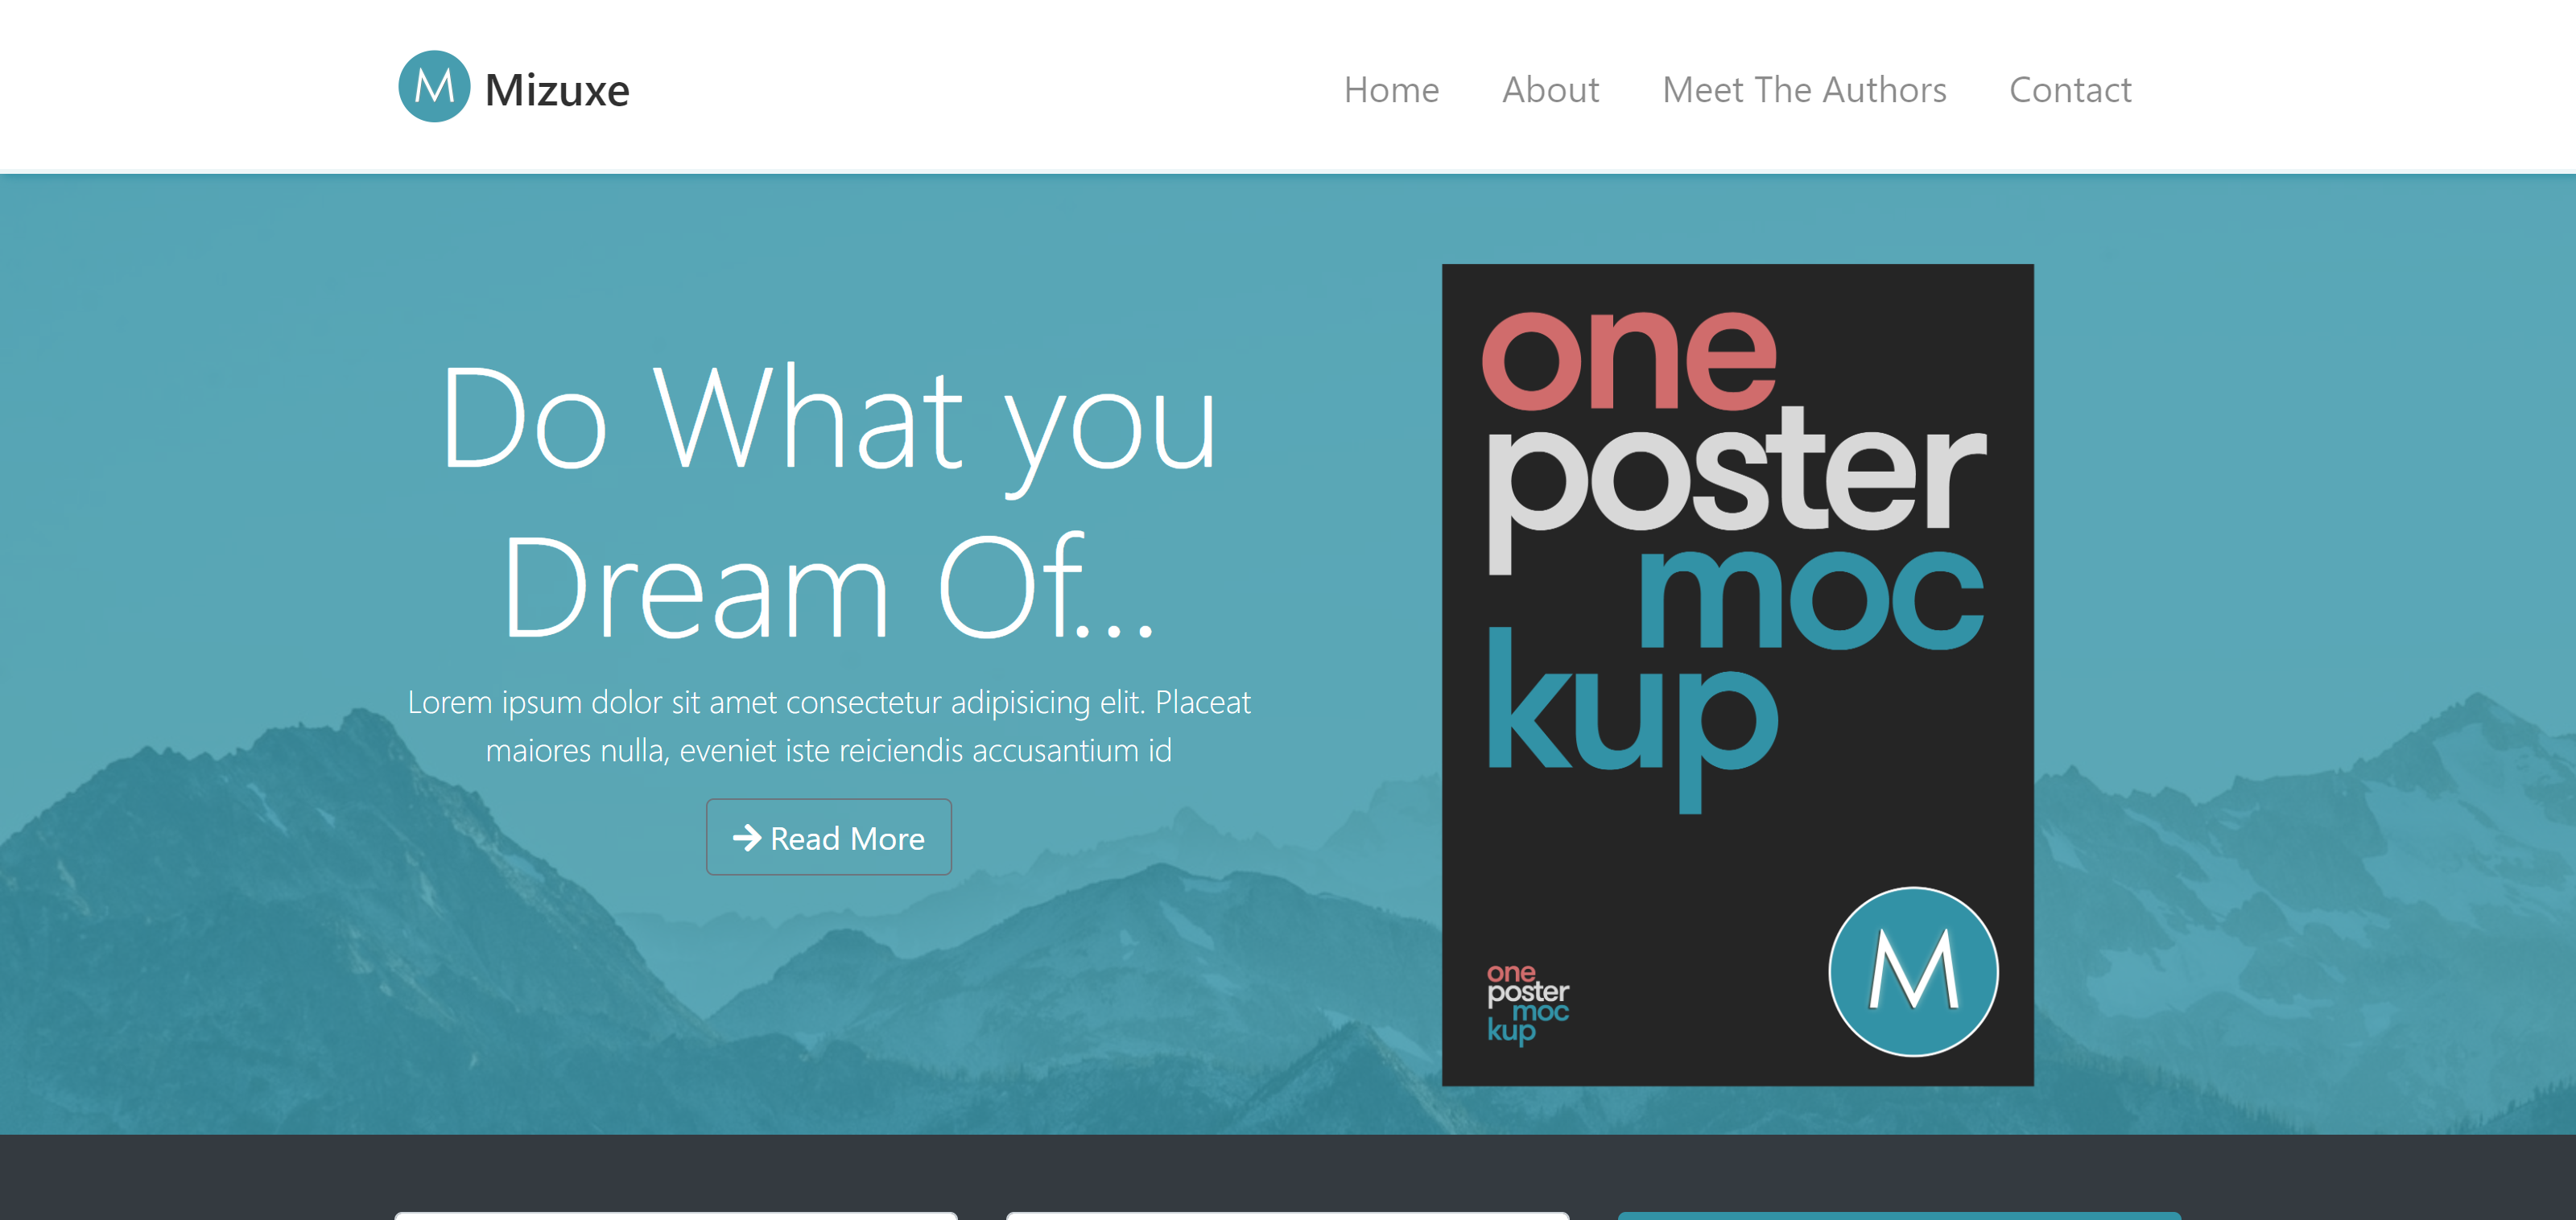 M Mizuxe
Home About Meet The Authors Contact
Do What you
Dream Of...
Lorem ipsum dolor sit amet consectetur adipisicing elit. Placeat
maiores nulla, eveniet iste reiciendis accusantium id
Read More
one
poster
moc
kup
one
poster
moc
kup
M